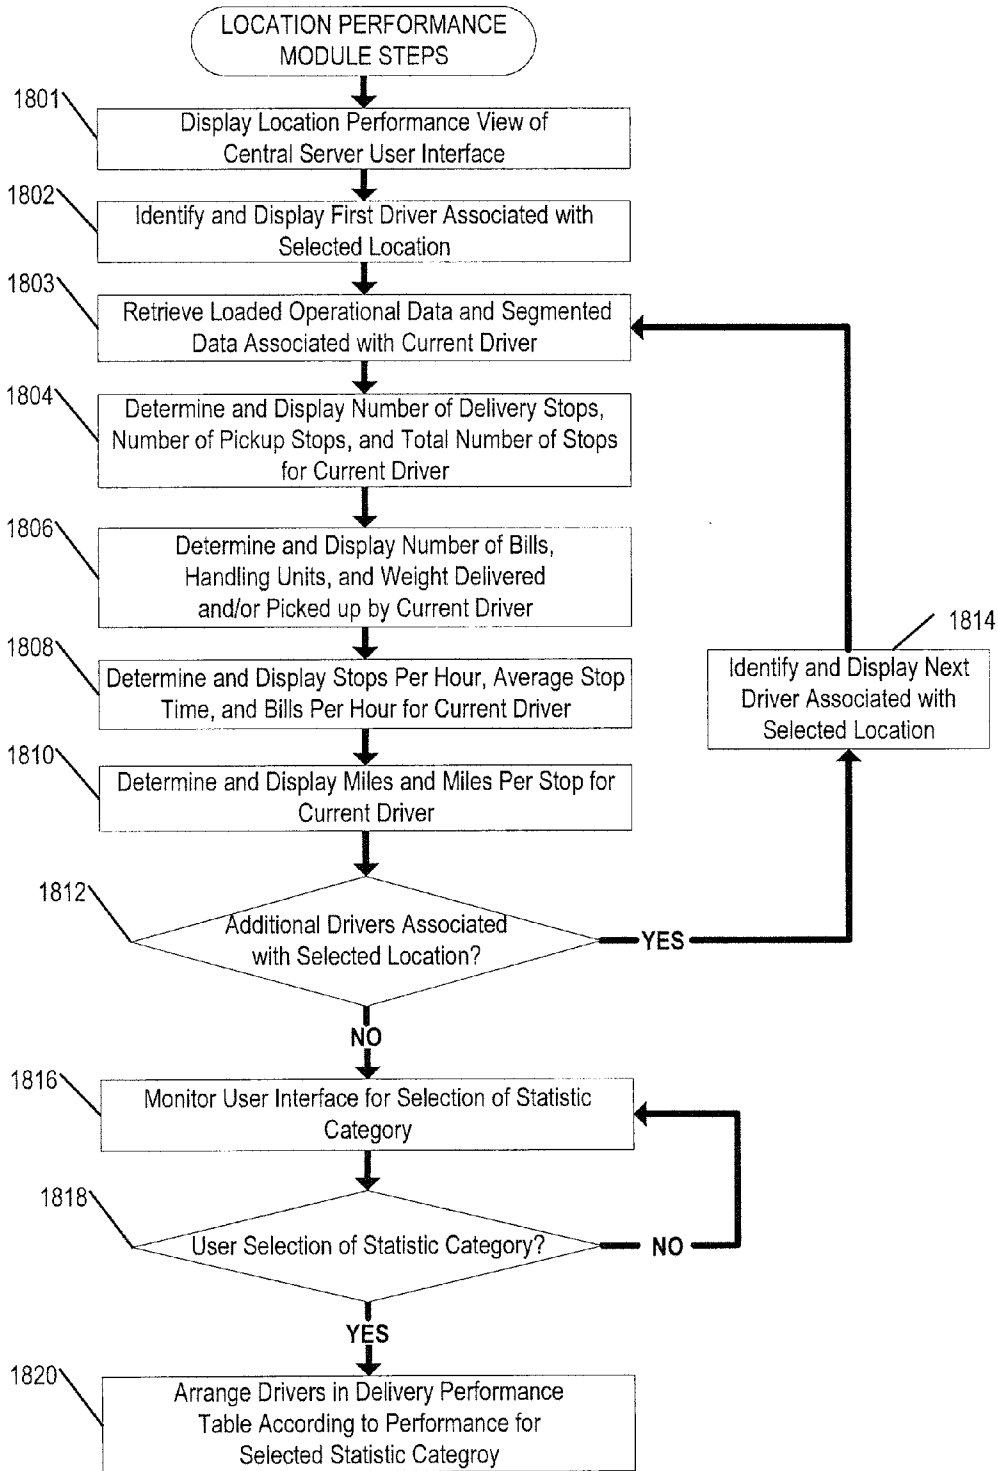 LOCATION PERFORMANCE
MODULE STEPS
1801
Display Location Performance View of
Central Server User Interface
1802
Identify and Display First Driver Associated with
Selected Location
1803
Retrieve Loaded Operational Data and Segmented
Data Associated with Current Driver
1804
Determine and Display Number of Delivery Stops,
Number of Pickup Stops, and Total Number of Stops
for Current Driver
1806
Determine and Display Number of Bills,
Handling Units, and Weight Delivered
and/or Picked up by Current Driver
1808
Determine and Display Stops Per Hour, Average Stop
Time, and Bills Per Hour for Current Driver
1810
Determine and Display Miles and Miles Per Stop for
Current Driver
1812
Additional Drivers Associated
with Selected Location?
YES
1814
Identify and Display Next
Driver Associated with
Selected Location
NO
1816
Monitor User Interface for Selection of Statistic
Category
1818
User Selection of Statistic Category?
NO
YES
1820
Arrange Drivers in Delivery Performance
Table According to Performance for
Selected Statistic Categroy